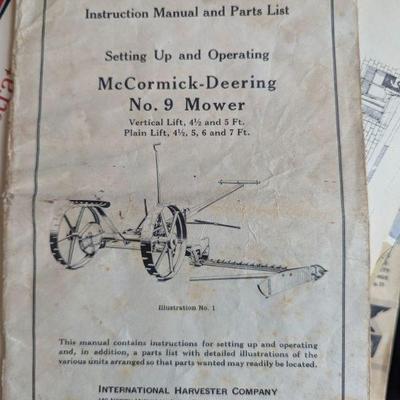 Instruction Manual and Parts List
Setting Up and Operating
McCormick-Deering
No. 9 Mower
Vertical Lift, 4½ and 5 Ft.
Plain Lift, 4½, 5, 6 and 7 Ft.
Illustration No. 1
This manual contains instructions for setting up and operating
and, in addition, a parts list with detailed illustrations of the
various units arranged so that parts wanted may readily be located.
INTERNATIONAL HARVESTER COMPANY